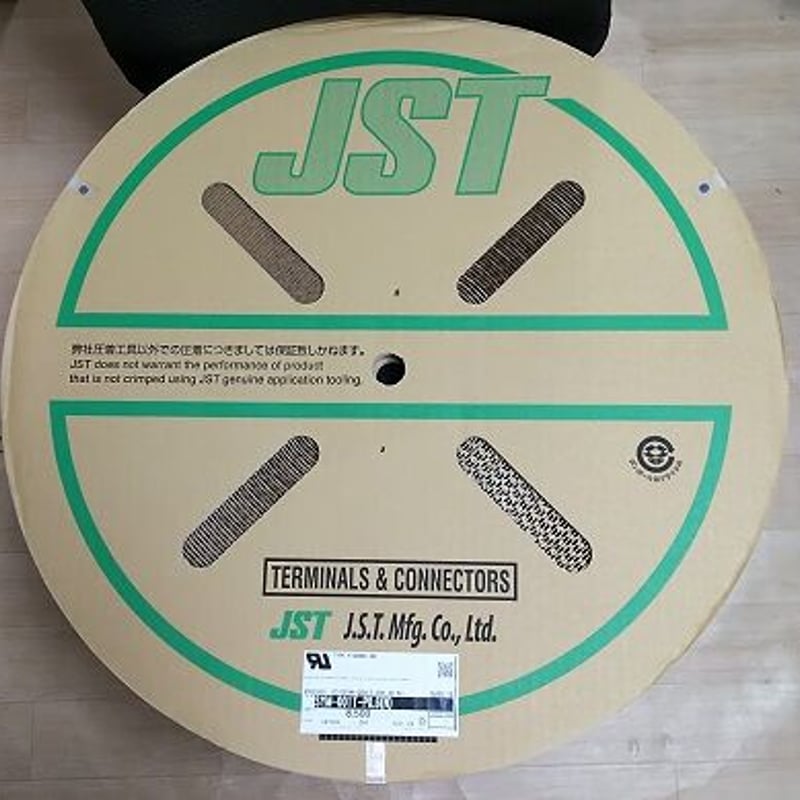 JST
弊社圧着工具以外での圧着につきましては保証致しかねます。
JST does not warrant the performance of product
that is not crimped using JST genuine application tooling.
TERMINALS & CONNECTORS
JST J.S.T. Mfg. Co., Ltd.
8,500